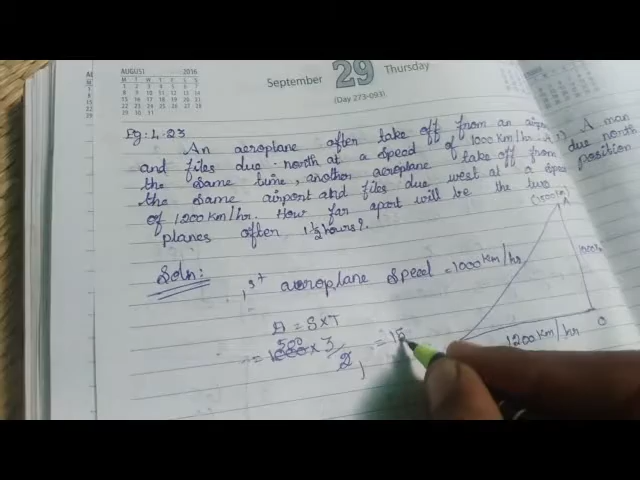 AUGUST 2016
September 29 Thursday
(Day 273-093)
Eg: 4.23
An aeroplane after take off from an airport
and flies due north at a speed of 1000 km/hr. At
the same time, another aeroplane take off from
the same airport and flies due west at a speed
of 1200 km/hr. How far apart will be the two
planes after 1½ hours?
Soln:
1st aeroplane speed = 1000 km/hr
D = S x T
500
= 1000 x 3/2, = 15
(1500 km)
A
O
1200 km/hr
A man
due north
position